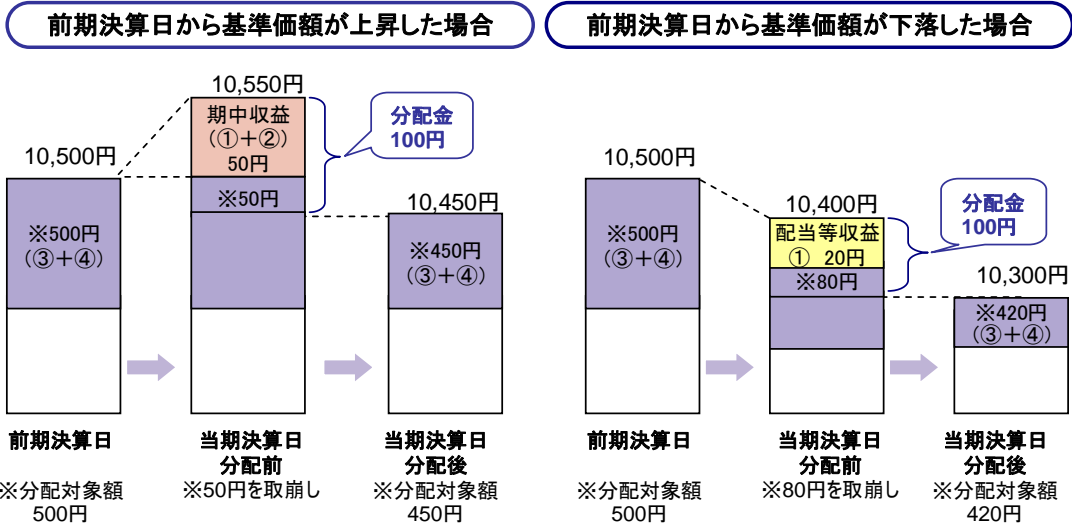 前期決算日から基準価額が上昇した場合
10,500円
※500円
(③+④)
前期決算日
※分配対象額
500円
10,550円
期中収益
(①+②)
50円
※50円
当期決算日
分配前
※50円を取崩し
分配金
100円
10,450円
※450円
(③+④)
当期決算日
分配後
※分配対象額
450円
前期決算日から基準価額が下落した場合
10,500円
※500円
(③+④)
前期決算日
※分配対象額
500円
10,400円
配当等収益
① 20円
※80円
当期決算日
分配前
※80円を取崩し
分配金
100円
10,300円
※420円
(③+④)
当期決算日
分配後
※分配対象額
420円